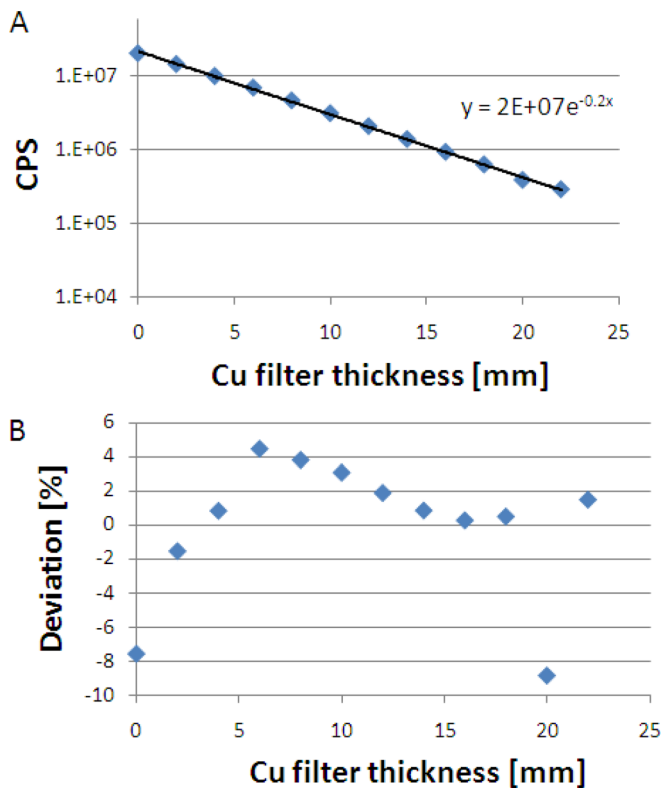 A
1.E+07
1.E+06
1.E+05
1.E+04
CPS
y = 2E+07e^-0.2x
0 5 10 15 20 25
Cu filter thickness [mm]
B
6
4
2
0
-2
-4
-6
-8
-10
Deviation [%]
0 5 10 15 20 25
Cu filter thickness [mm]